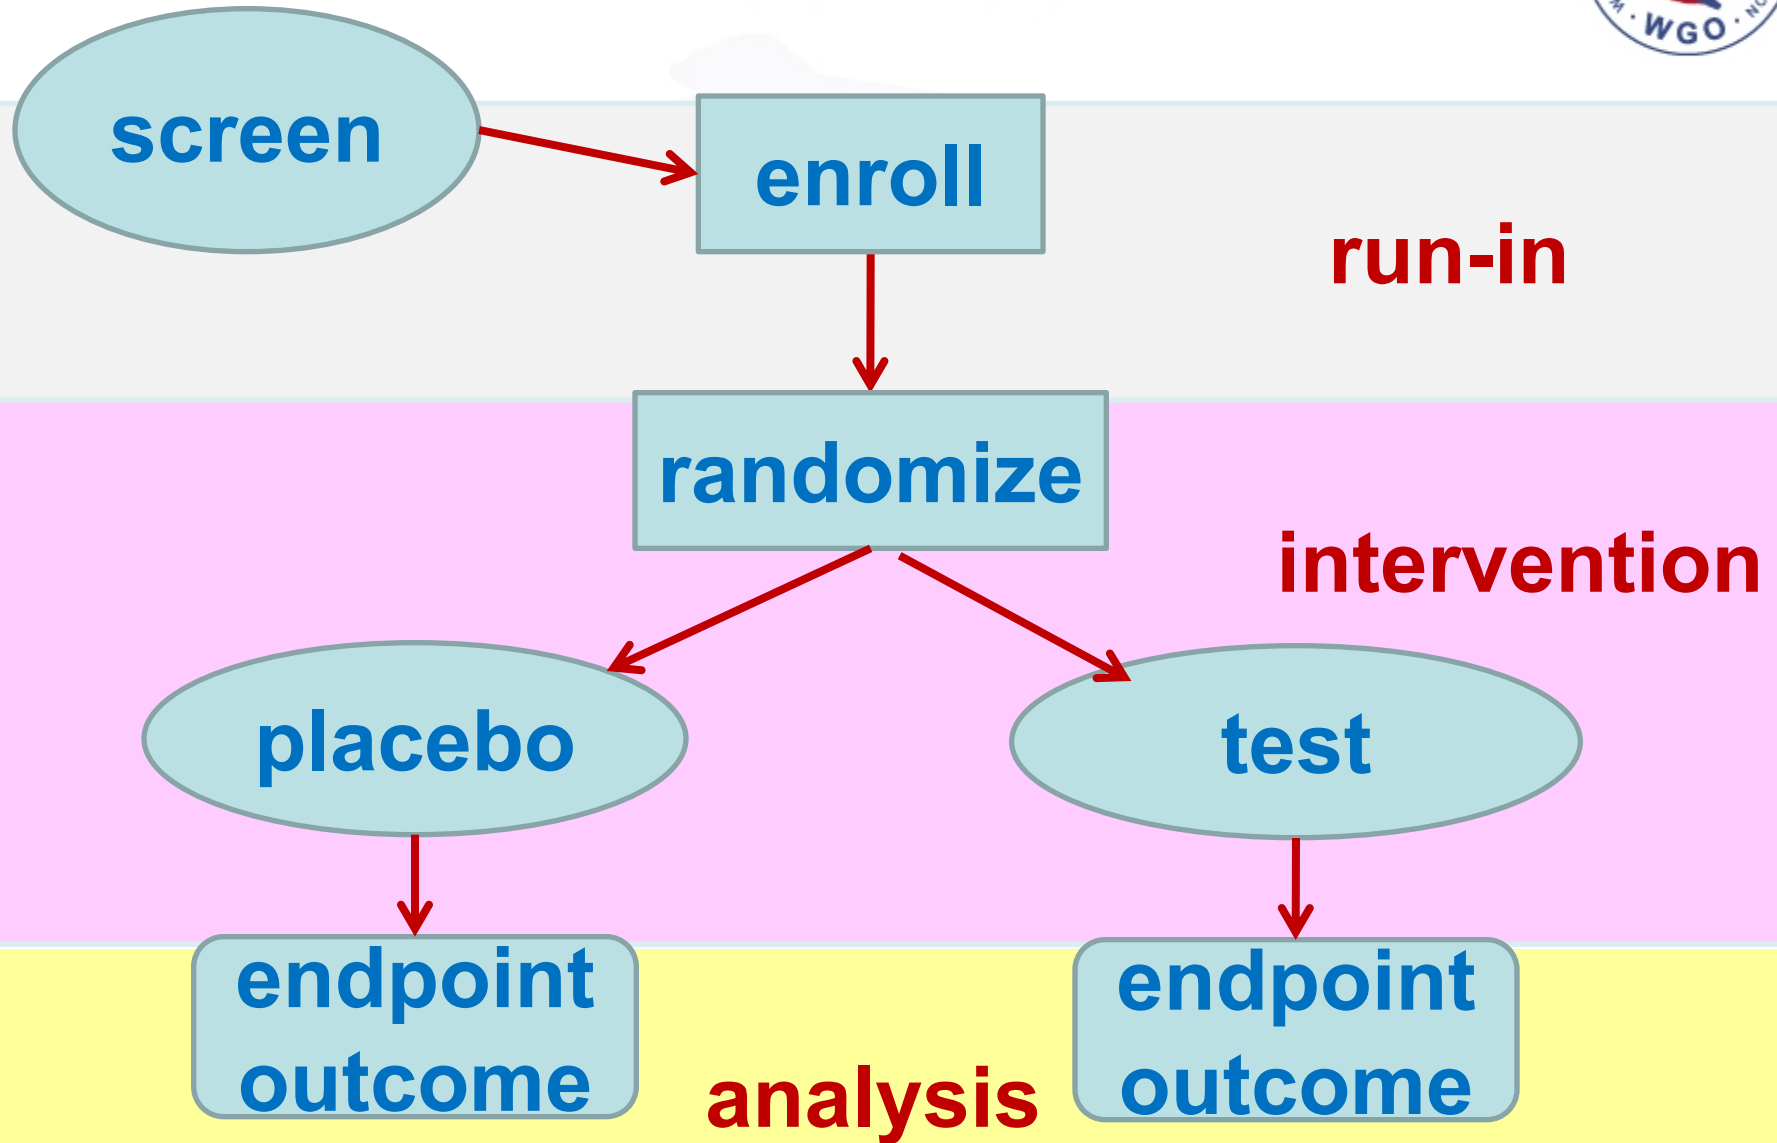 WGO
screen
enroll
run-in
randomize
intervention
placebo
test
endpoint
outcome
endpoint
outcome
analysis